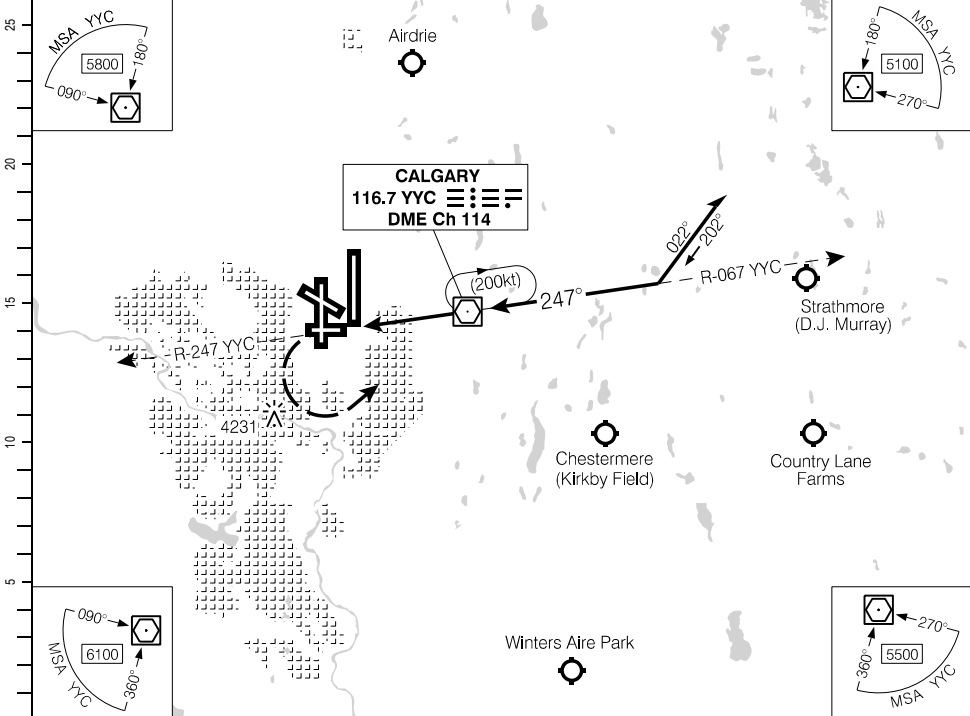 25
20
15
10
5
MSA YYC
5800
180°
090°
Airdrie
MSA YYC
5100
180°
270°
CALGARY
116.7 YYC
DME Ch 114
022°
202°
R-067 YYC
(200kt)
247°
Strathmore
(D.J. Murray)
R-247 YYC
4231
Chestermere
(Kirkby Field)
Country Lane
Farms
090°
6100
360°
MSA YYC
Winters Aire Park
270°
5500
360°
MSA YYC